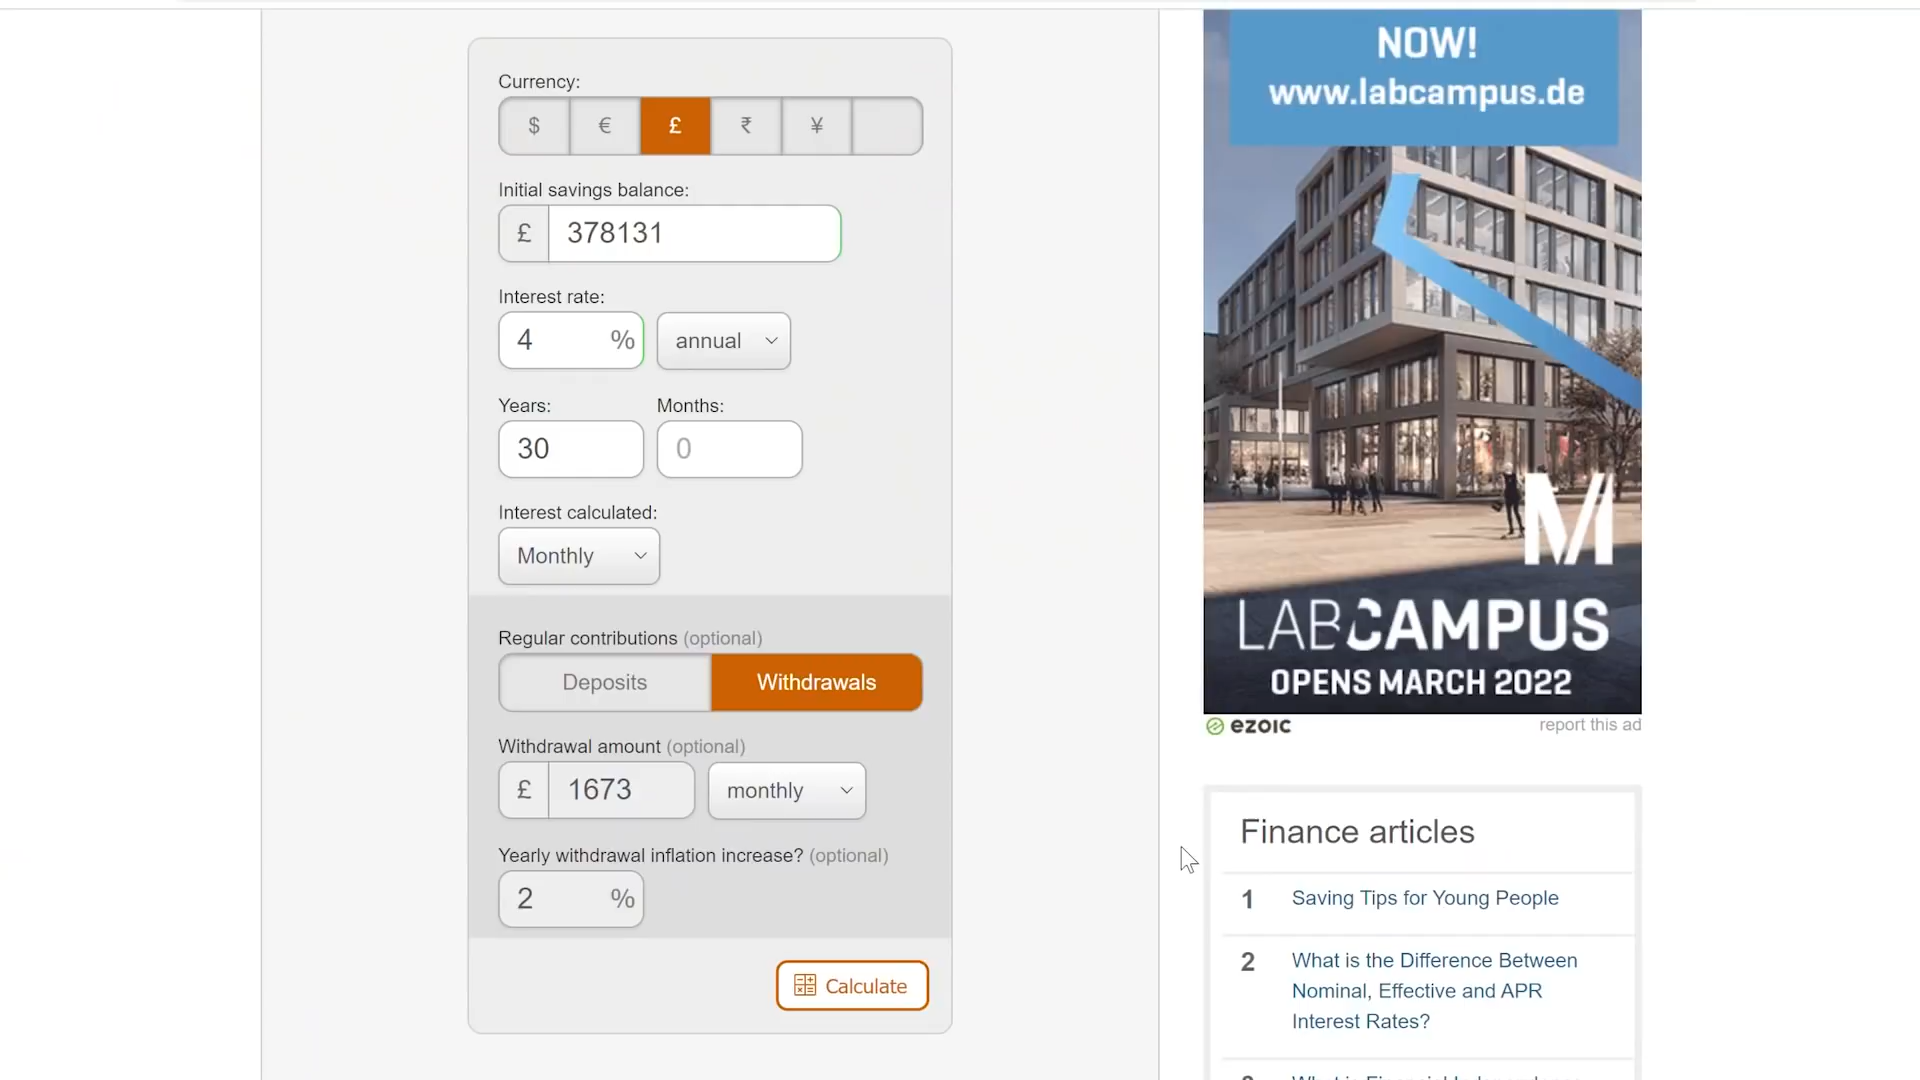 Currency:
$ € £ ₹ ¥
Initial savings balance:
£ 378131
Interest rate:
4 % annual
Years: Months:
30 0
Interest calculated:
Monthly
Regular contributions (optional)
Deposits Withdrawals
Withdrawal amount (optional)
£ 1673 monthly
Yearly withdrawal inflation increase? (optional)
2 %
Calculate
NOW!
www.labcampus.de
M
LABCAMPUS
OPENS MARCH 2022
ezoic report this ad
Finance articles
1 Saving Tips for Young People
2 What is the Difference Between
Nominal, Effective and APR
Interest Rates?